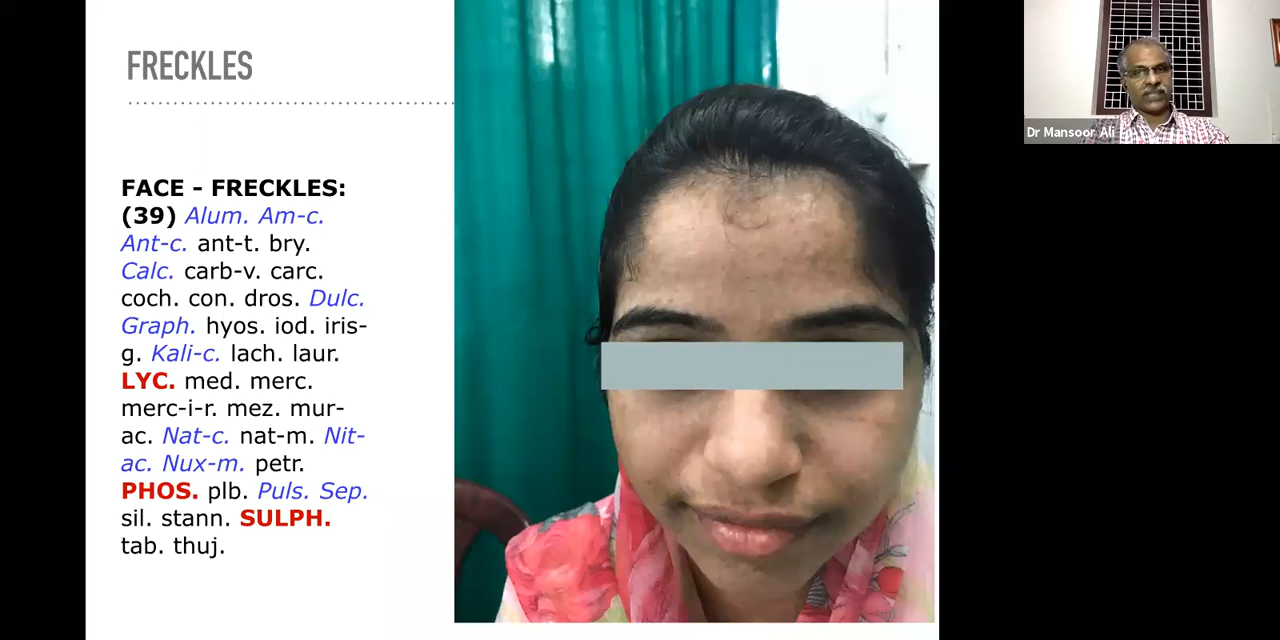 FRECKLES
FACE - FRECKLES:
(39) Alum. Am-c.
Ant-c. ant-t. bry.
Calc. carb-v. carc.
coch. con. dros. Dulc.
Graph. hyos. iod. iris-
g. Kali-c. lach. laur.
LYC. med. merc.
merc-i-r. mez. mur-
ac. Nat-c. nat-m. Nit-
ac. Nux-m. petr.
PHOS. plb. Puls. Sep.
sil. stann. SULPH.
tab. thuj.
Dr Mansoor Ali